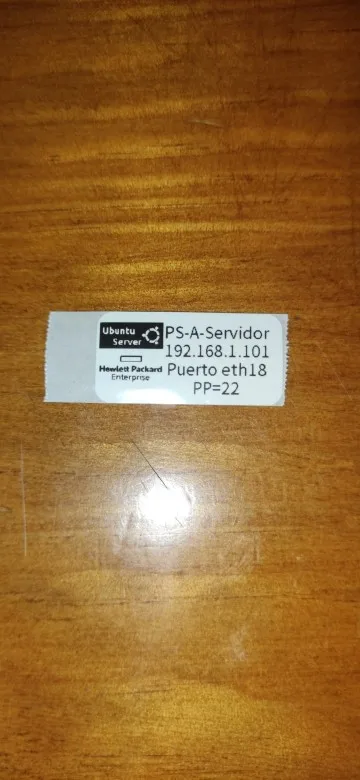 Ubuntu
Server
Hewlett Packard
Enterprise
PS-A-Servidor
192.168.1.101
Puerto eth18
PP=22